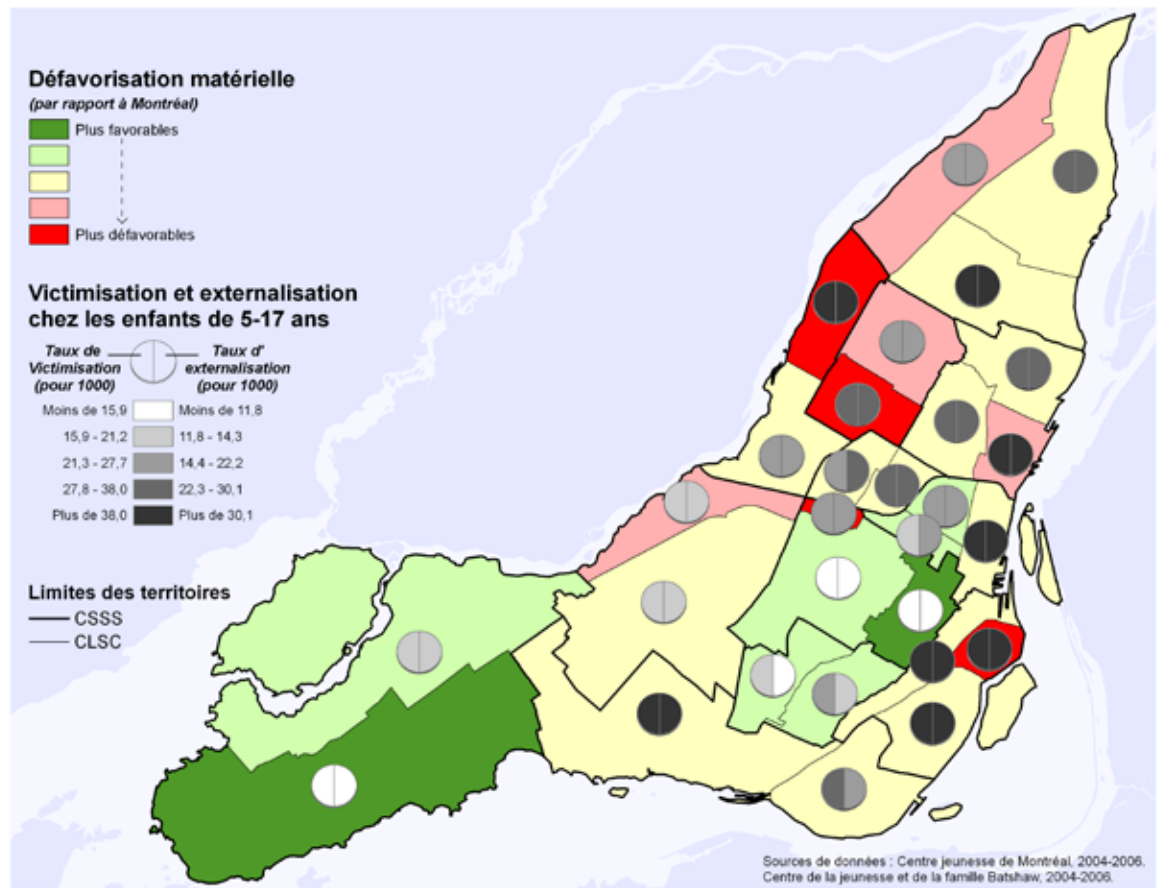 Défavorisation matérielle
(par rapport à Montréal)
Plus favorables
Plus défavorables
Victimisation et externalisation
chez les enfants de 5-17 ans
Taux de Victimisation (pour 1000)
Taux d' externalisation (pour 1000)
Moins de 15,9 Moins de 11,8
15,9 - 21,2 11,8 - 14,3
21,3 - 27,7 14,4 - 22,2
27,8 - 38,0 22,3 - 30,1
Plus de 38,0 Plus de 30,1
Limites des territoires
CSSS
CLSC
Sources de données : Centre jeunesse de Montréal, 2004-2006.
Centre de la jeunesse et de la famille Batshaw, 2004-2006.